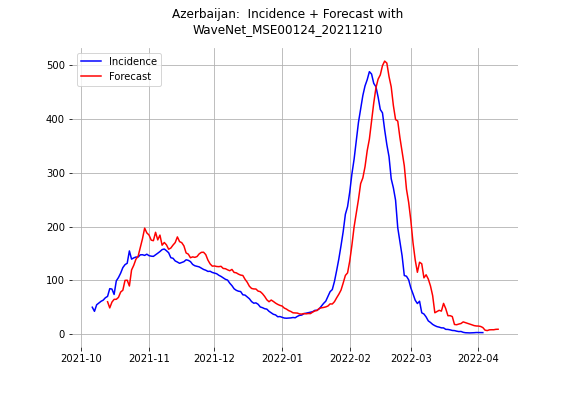 Azerbaijan:  Incidence + Forecast with
WaveNet_MSE00124_20211210
Incidence
Forecast
500
400
300
200
100
0
2021-10 2021-11 2021-12 2022-01 2022-02 2022-03 2022-04